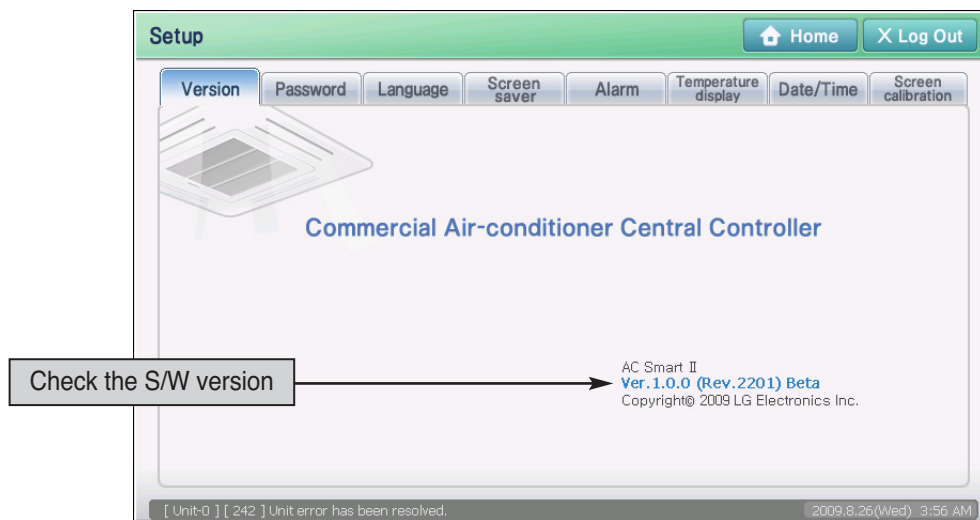 Setup
Home
X Log Out
Version
Password
Language
Screen
saver
Alarm
Temperature
display
Date/Time
Screen
calibration
Commercial Air-conditioner Central Controller
Check the S/W version
AC Smart Ⅱ
Ver.1.0.0 (Rev.2201) Beta
Copyright© 2009 LG Electronics Inc.
[ Unit-0 ] [ 242 ] Unit error has been resolved.
2009.8.26(Wed) 3:56 AM